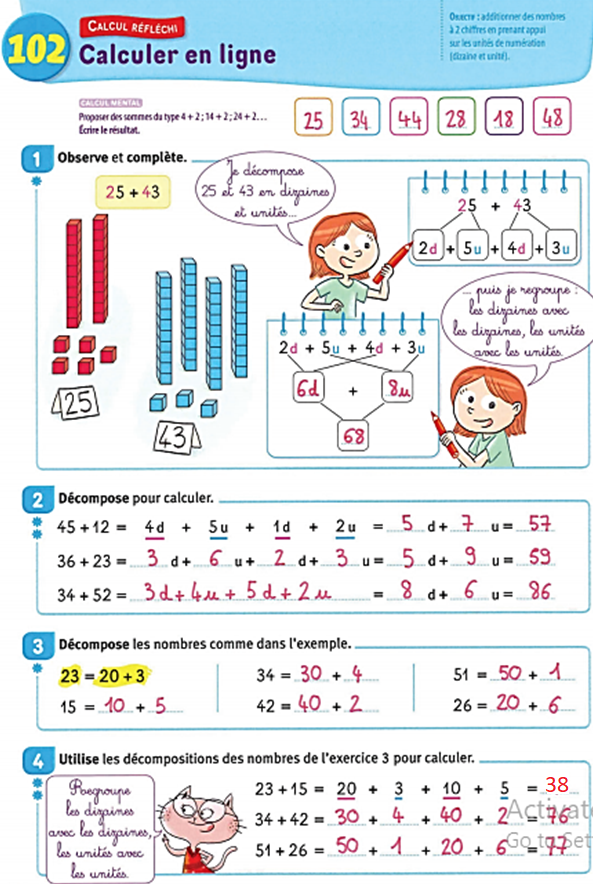 102
CALCUL RÉFLÉCHI
Calculer en ligne
OBJECTIF : additionner des nombres
à 2 chiffres en prenant appui
sur les unités de numération
(dizaine et unité).
CALCUL MENTAL
Proposer des sommes du type 4 + 2 ; 14 + 2 ; 24 + 2…
Écrire le résultat.
25 34 44 28 18 48
1 Observe et complète.
25 + 43
Je décompose
25 et 43 en dizaines
et unités...
25 + 43
2d + 5u + 4d + 3u
... puis je regroupe :
les dizaines avec
les dizaines, les unités
avec les unités.
2d + 5u + 4d + 3u
6d + 8u
68
25
43
2 Décompose pour calculer.
45 + 12 = 4d + 5u + 1d + 2u = 5 d + 7 u = 57
36 + 23 = 3 d + 6 u + 2 d + 3 u = 5 d + 9 u = 59
34 + 52 = 3d + 4u + 5d + 2u = 8 d + 6 u = 86
3 Décompose les nombres comme dans l'exemple.
23 = 20 + 3 34 = 30 + 4 51 = 50 + 1
15 = 10 + 5 42 = 40 + 2 26 = 20 + 6
4 Utilise les décompositions des nombres de l'exercice 3 pour calculer.
Regroupe
les dizaines
avec les dizaines,
les unités avec
les unités.
23 + 15 = 20 + 3 + 10 + 5 = 38
34 + 42 = 30 + 4 + 40 + 2 = 76
51 + 26 = 50 + 1 + 20 + 6 = 77
Activate
Go to Set